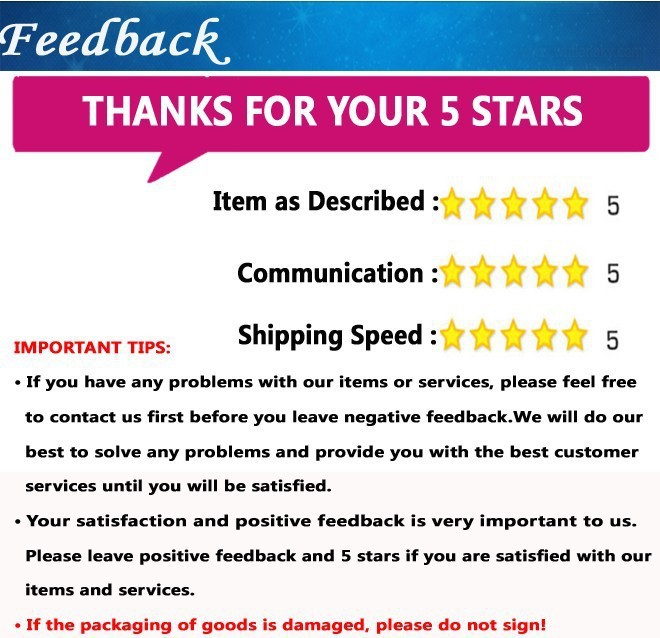 Feedback
THANKS FOR YOUR 5 STARS
Item as Described : 5
Communication : 5
Shipping Speed : 5
IMPORTANT TIPS:
• If you have any problems with our items or services, please feel free
to contact us first before you leave negative feedback.We will do our
best to solve any problems and provide you with the best customer
services until you will be satisfied.
• Your satisfaction and positive feedback is very important to us.
Please leave positive feedback and 5 stars if you are satisfied with our
items and services.
• If the packaging of goods is damaged, please do not sign!